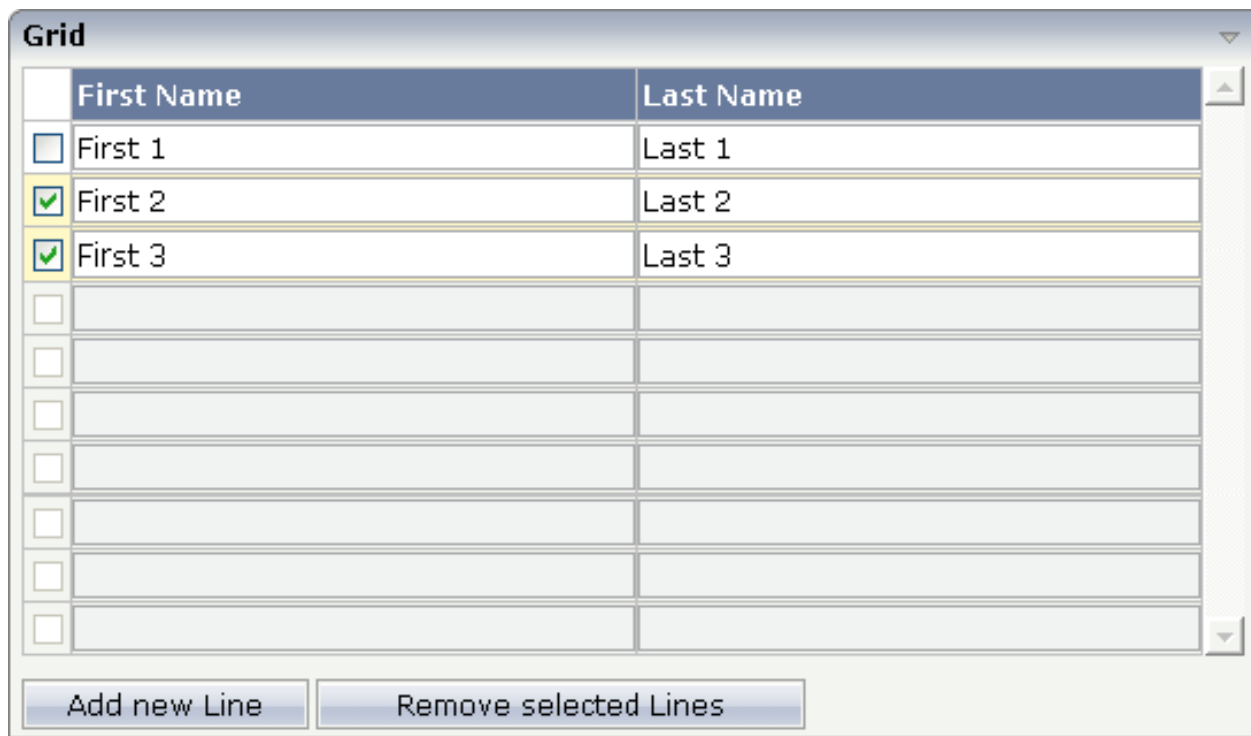 Grid
First Name Last Name
First 1 Last 1
First 2 Last 2
First 3 Last 3
Add new Line Remove selected Lines